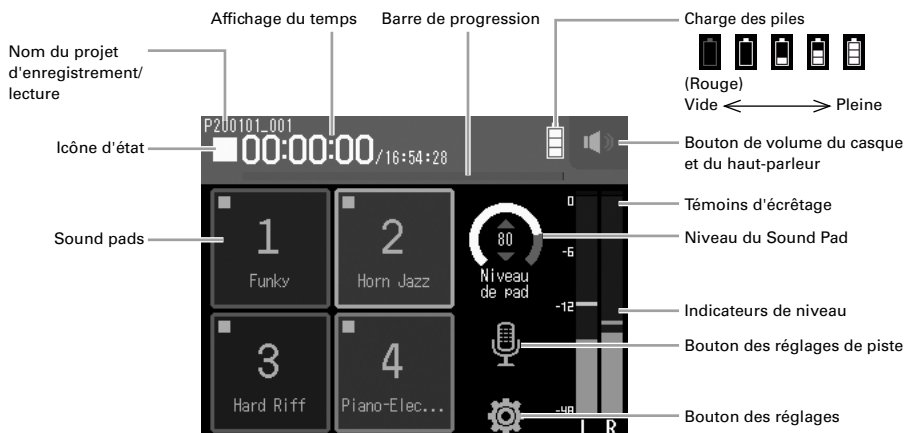 Affichage du temps
Barre de progression
Charge des piles
Nom du projet
d'enregistrement/
lecture
(Rouge)
Vide
Pleine
P200101_001
00:00:00/16:54:28
Icône d'état
Bouton de volume du casque
et du haut-parleur
0
Témoins d'écrêtage
Sound pads
1
Funky
2
Horn Jazz
80
Niveau
de pad
Niveau du Sound Pad
-6
-12
Indicateurs de niveau
3
Hard Riff
4
Piano-Elec...
Bouton des réglages de piste
-48
Bouton des réglages
L R